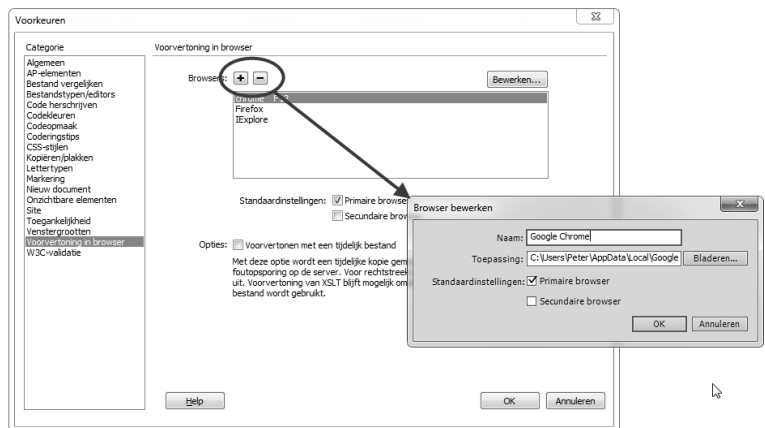 Voorkeuren
Categorie
Algemeen
AP-elementen
Bestand vergelijken
Bestandstypen/editors
Code herschrijven
Codekleuren
Codeopmaak
Coderingstips
CSS-stijlen
Kopiëren/plakken
Lettertypen
Markering
Nieuw document
Onzichtbare elementen
Site
Toegankelijkheid
Venstergrootten
Voorvertoning in browser
W3C-validatie
Voorvertoning in browser
Browsers:
Bewerken...
chrome F12
Firefox
IExplore
Standaardinstellingen: Primaire browse
Secundaire brow
Opties: Voorvertonen met een tijdelijk bestand
Met deze optie wordt een tijdelijke kopie gem
foutopsporing op de server. Voor rechtstreek
uit. Voorvertoning van XSLT blijft mogelijk om
bestand wordt gebruikt.
Help
OK Annuleren
Browser bewerken
Naam: Google Chrome
Toepassing: C:\Users\Peter\AppData\Local\Google Bladeren...
Standaardinstellingen: Primaire browser
Secundaire browser
OK Annuleren